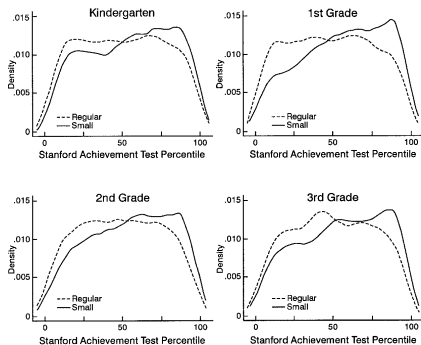 Kindergarten
.015
.010
.005
0
Density
Regular
Small
0 50 100
Stanford Achievement Test Percentile
1st Grade
.015
.010
.005
0
Density
Regular
Small
0 50 100
Stanford Achievement Test Percentile
2nd Grade
.015
.010
.005
0
Density
Regular
Small
0 50 100
Stanford Achievement Test Percentile
3rd Grade
.015
.010
.005
0
Density
Regular
Small
0 50 100
Stanford Achievement Test Percentile